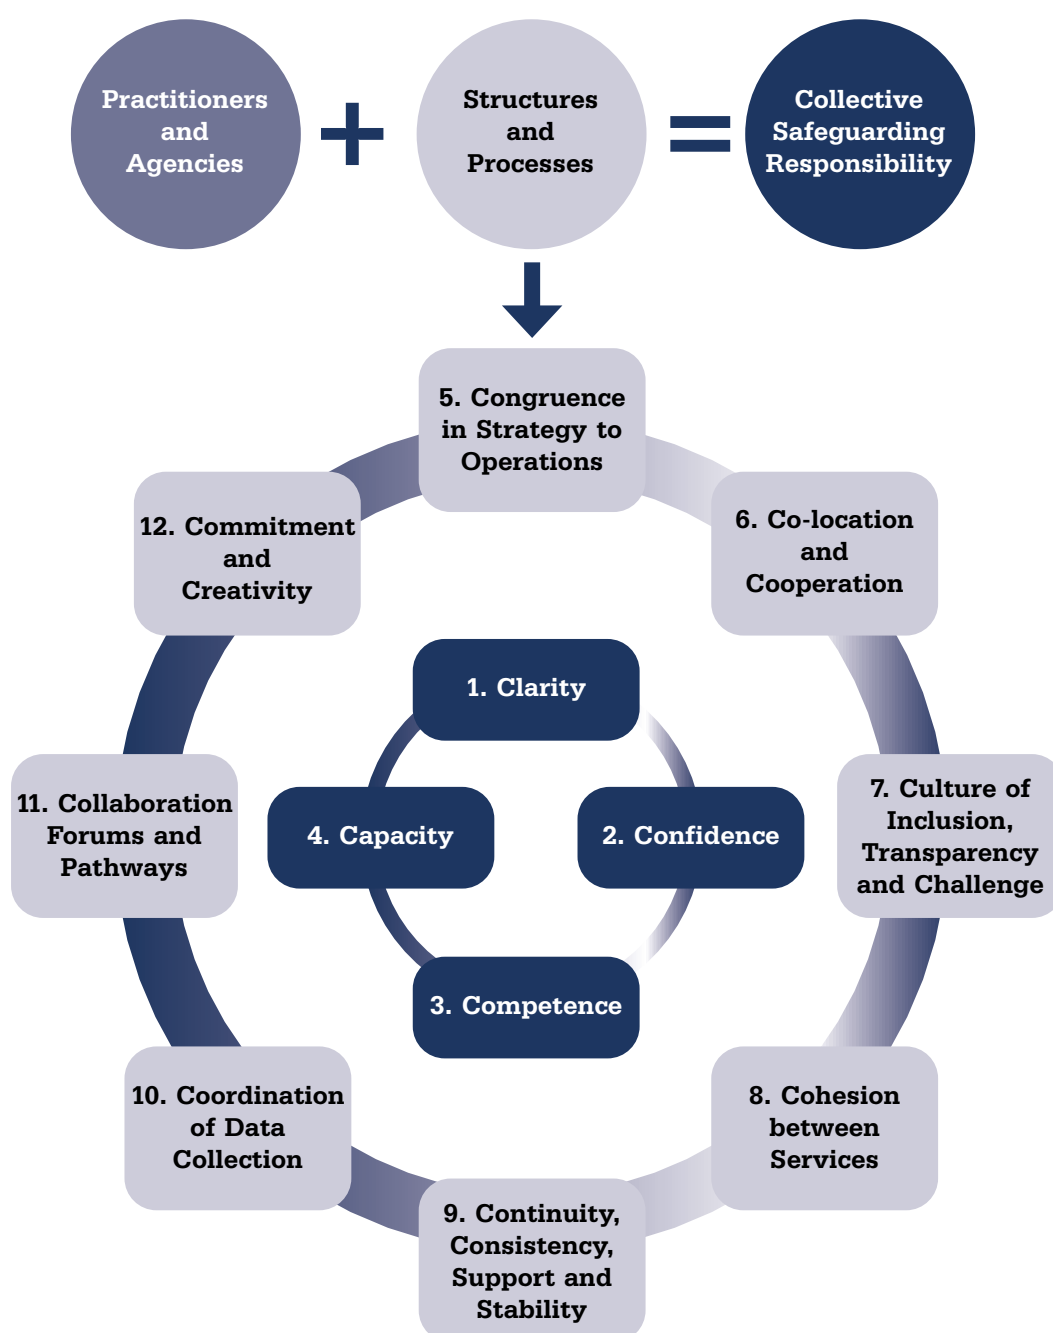 Practitioners
and
Agencies
+
Structures
and
Processes
=
Collective
Safeguarding
Responsibility
5. Congruence
in Strategy to
Operations
6. Co-location
and
Cooperation
7. Culture of
Inclusion,
Transparency
and Challenge
8. Cohesion
between
Services
9. Continuity,
Consistency,
Support and
Stability
10. Coordination
of Data
Collection
11. Collaboration
Forums and
Pathways
12. Commitment
and
Creativity
1. Clarity
2. Confidence
3. Competence
4. Capacity